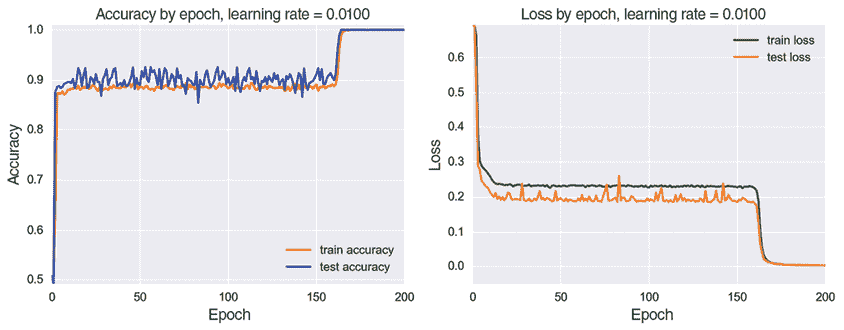 Accuracy by epoch, learning rate = 0.0100
1.0
0.9
0.8
0.7
0.6
0.5
Accuracy
train accuracy
test accuracy
0 50 100 150 200
Epoch
Loss by epoch, learning rate = 0.0100
train loss
test loss
0.6
0.5
0.4
0.3
0.2
0.1
0.0
Loss
0 50 100 150 200
Epoch